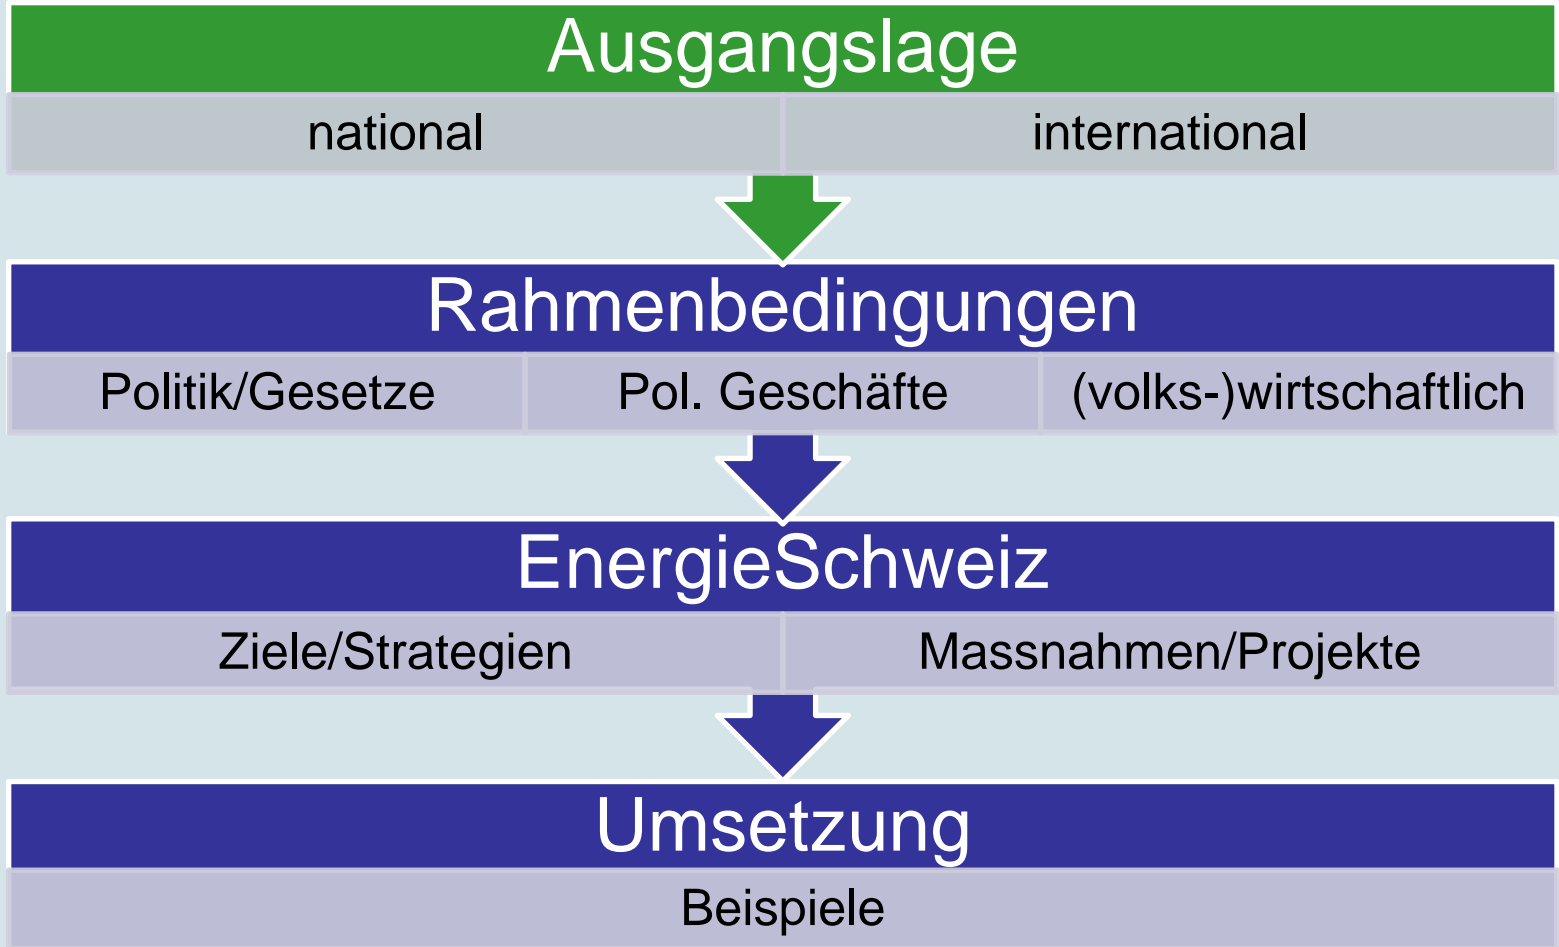 Ausgangslage
national international
Rahmenbedingungen
Politik/Gesetze Pol. Geschäfte (volks-)wirtschaftlich
EnergieSchweiz
Ziele/Strategien Massnahmen/Projekte
Umsetzung
Beispiele